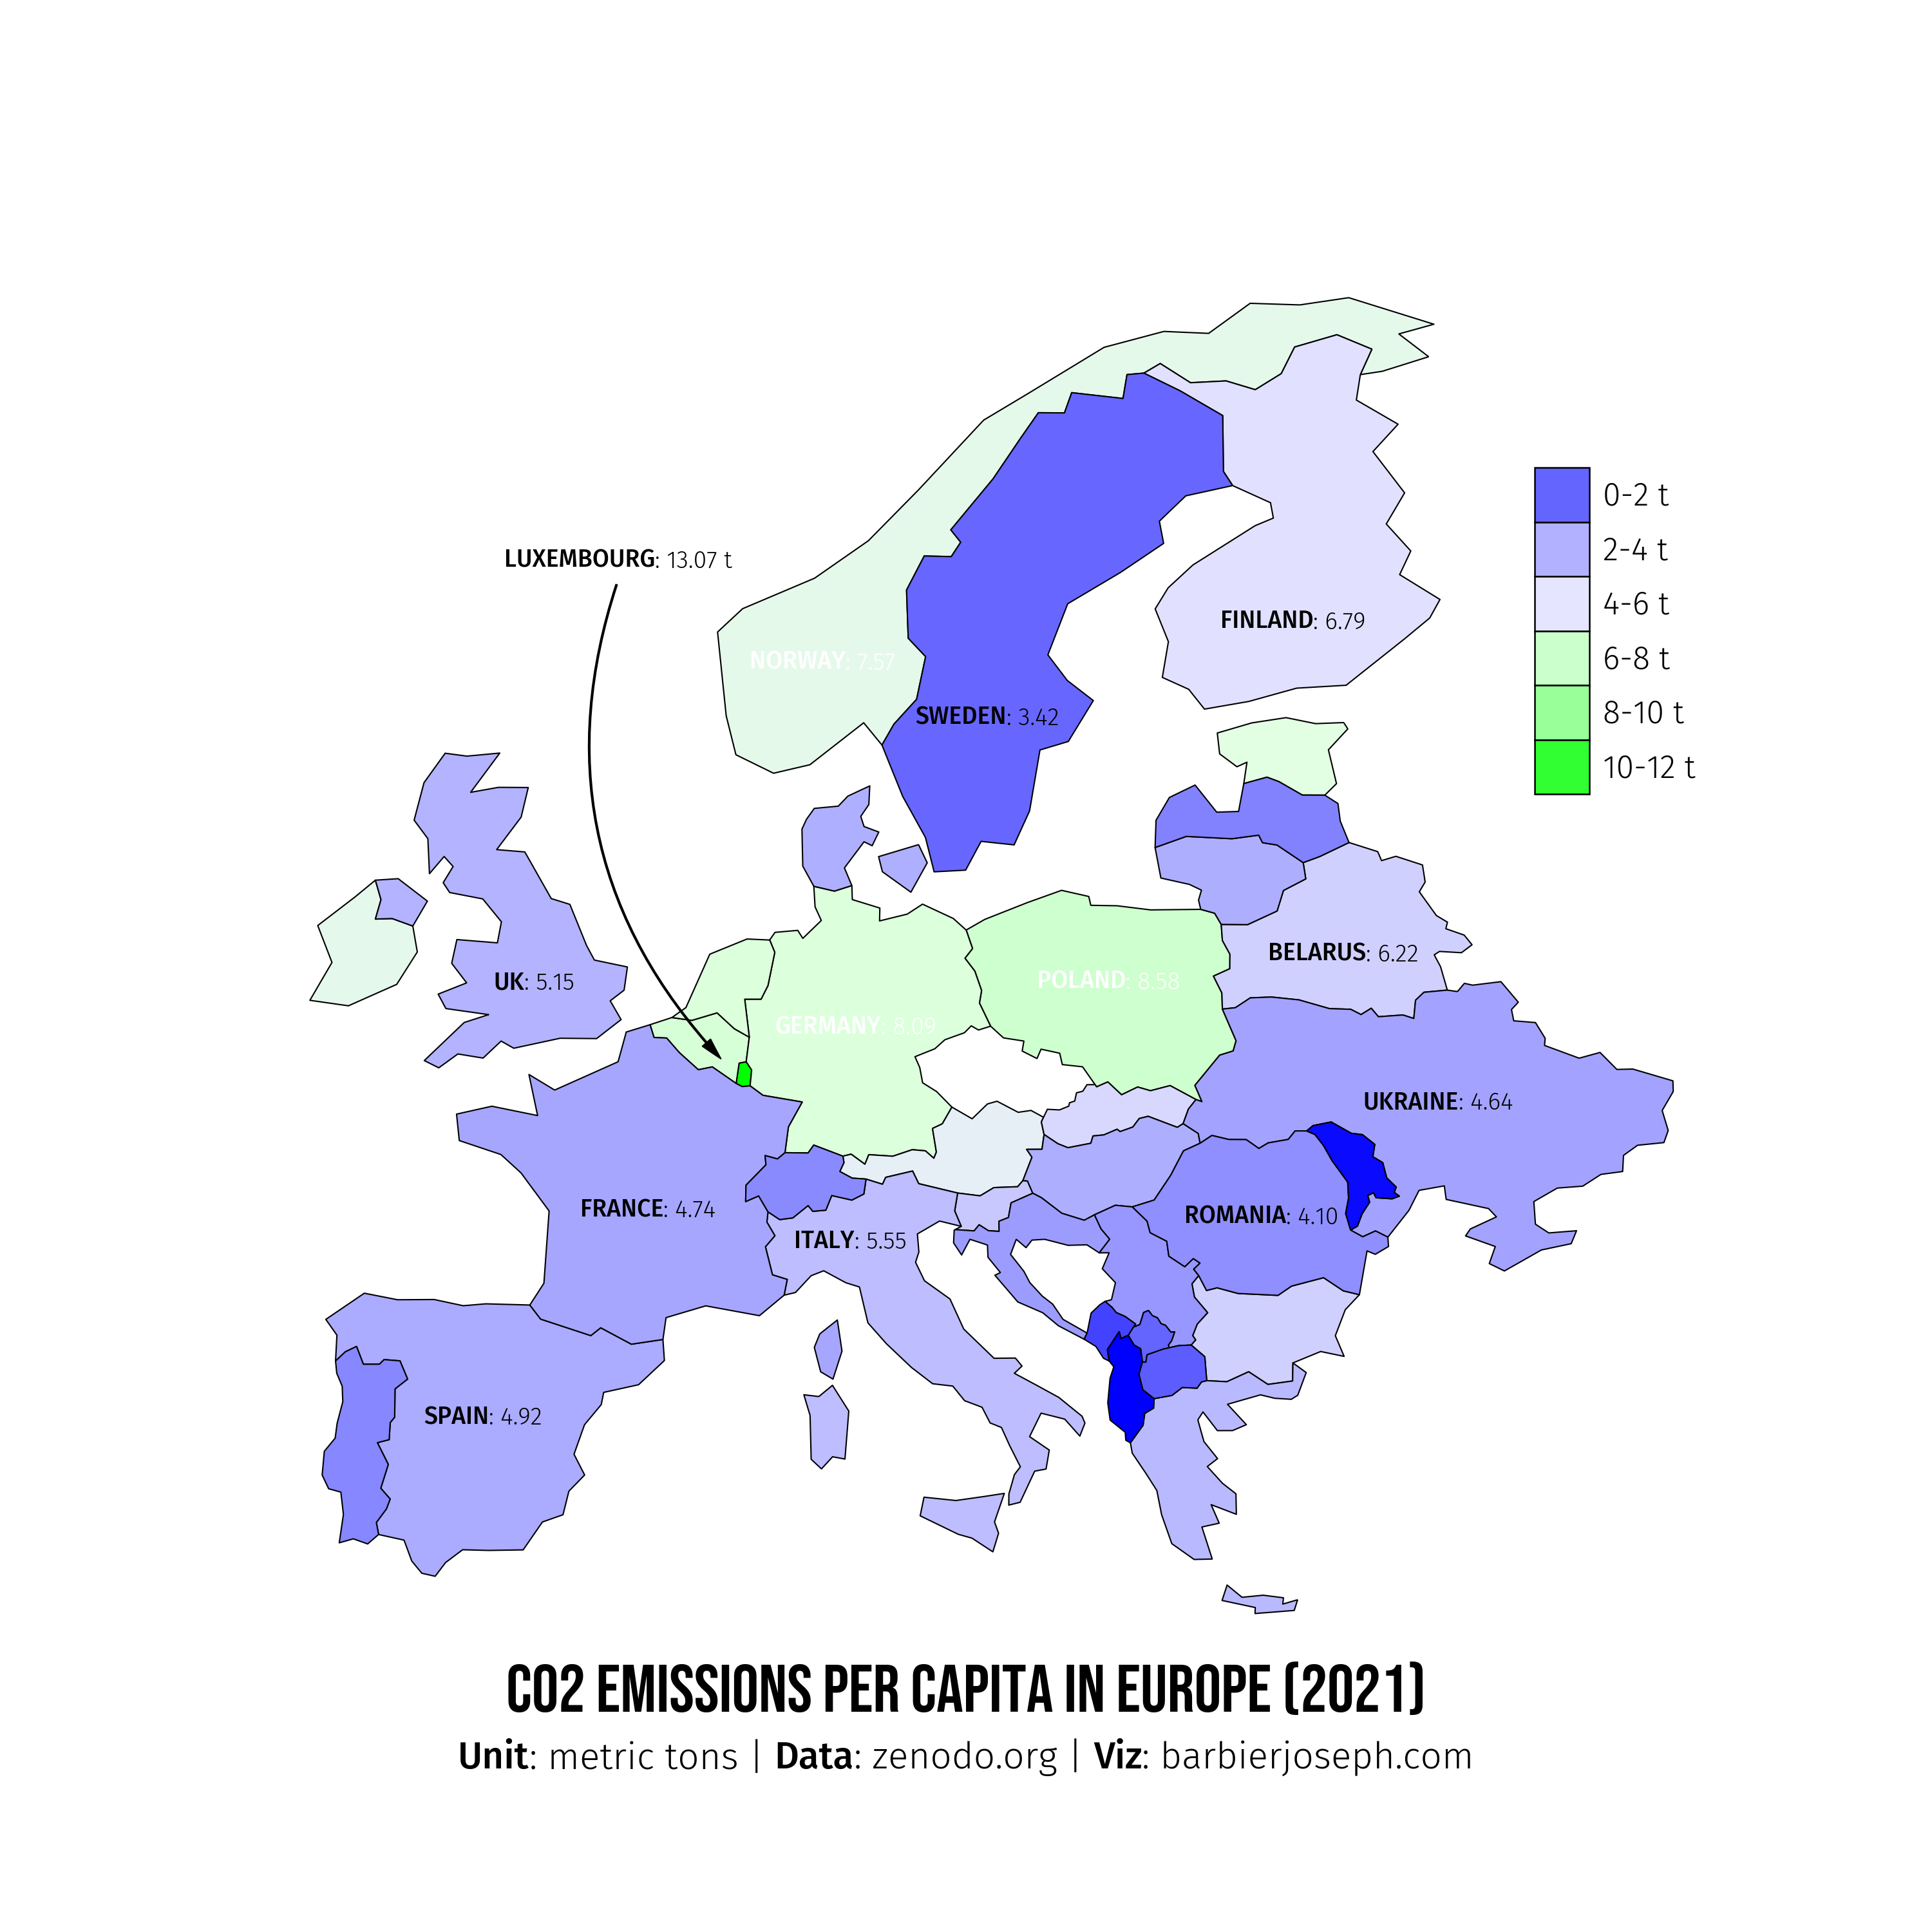 LUXEMBOURG: 13.07 t
NORWAY: 7.57
SWEDEN: 3.42
FINLAND: 6.79
0-2 t
2-4 t
4-6 t
6-8 t
8-10 t
10-12 t
UK: 5.15
BELARUS: 6.22
POLAND: 8.58
GERMANY: 8.09
UKRAINE: 4.64
FRANCE: 4.74
ROMANIA: 4.10
ITALY: 5.55
SPAIN: 4.92
CO2 EMISSIONS PER CAPITA IN EUROPE (2021)
Unit: metric tons | Data: zenodo.org | Viz: barbierjoseph.com